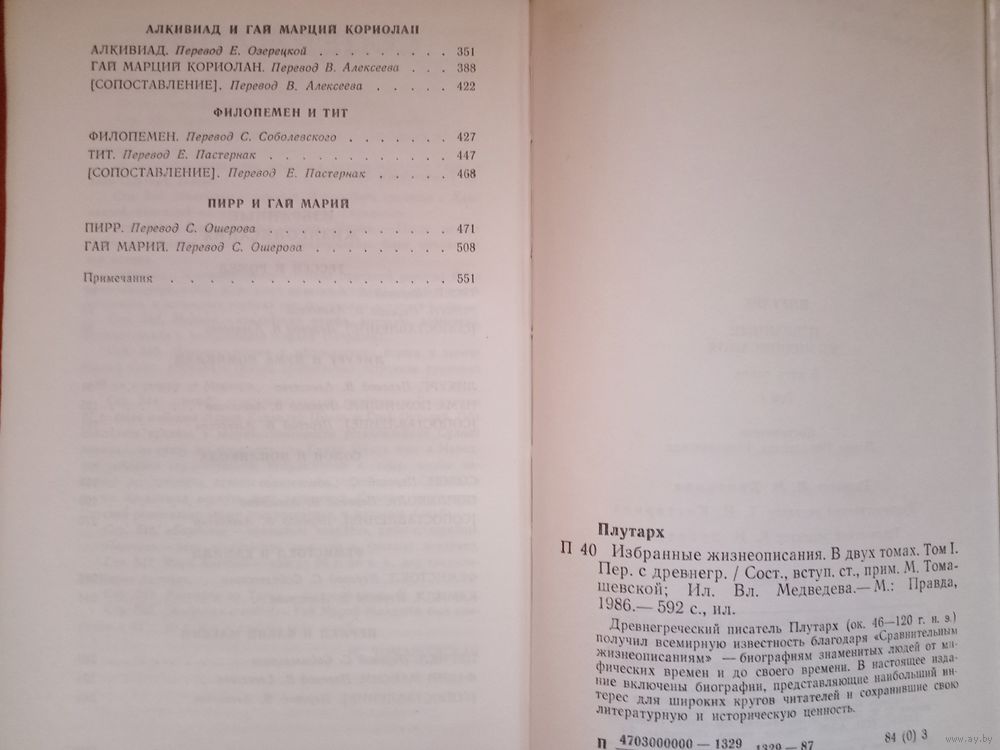 АЛКИВИАД И ГАЙ МАРЦИЙ КОРИОЛАН
АЛКИВИАД. Перевод Е. Озерецкой . . . . . . . . . 351
ГАЙ МАРЦИЙ КОРИОЛАН. Перевод В. Алексеева . . . 388
[СОПОСТАВЛЕНИЕ]. Перевод В. Алексеева . . . . . 422
ФИЛОПЕМЕН И ТИТ
ФИЛОПЕМЕН. Перевод С. Соболевского . . . . . . . 427
ТИТ. Перевод Е. Пастернак . . . . . . . . . . . . 447
[СОПОСТАВЛЕНИЕ]. Перевод Е. Пастернак . . . . . 468
ПИРР И ГАЙ МАРИЙ
ПИРР. Перевод С. Ошерова . . . . . . . . . . . . 471
ГАЙ МАРИЙ. Перевод С. Ошерова . . . . . . . . . 508
Примечания . . . . . . . . . . . . . . . . . 551
Плутарх
П 40 Избранные жизнеописания. В двух томах. Том I.
Пер. с древнегр. / Сост., вступ. ст., прим. М. Тома-
шевской; Ил. Вл. Медведева.— М.: Правда,
1986.— 592 с., ил.
Древнегреческий писатель Плутарх (ок. 46—120 г. н. э.)
получил всемирную известность благодаря «Сравнительным
жизнеописаниям» — биографиям знаменитых людей от ми-
фических времен и до своего времени. В настоящее изда-
ние включены биографии, представляющие наибольший ин-
терес для широких кругов читателей и сохранившие свою
литературную и историческую ценность.
П 4703000000—1329 1329—87 84 (0) 3
www.ay.by